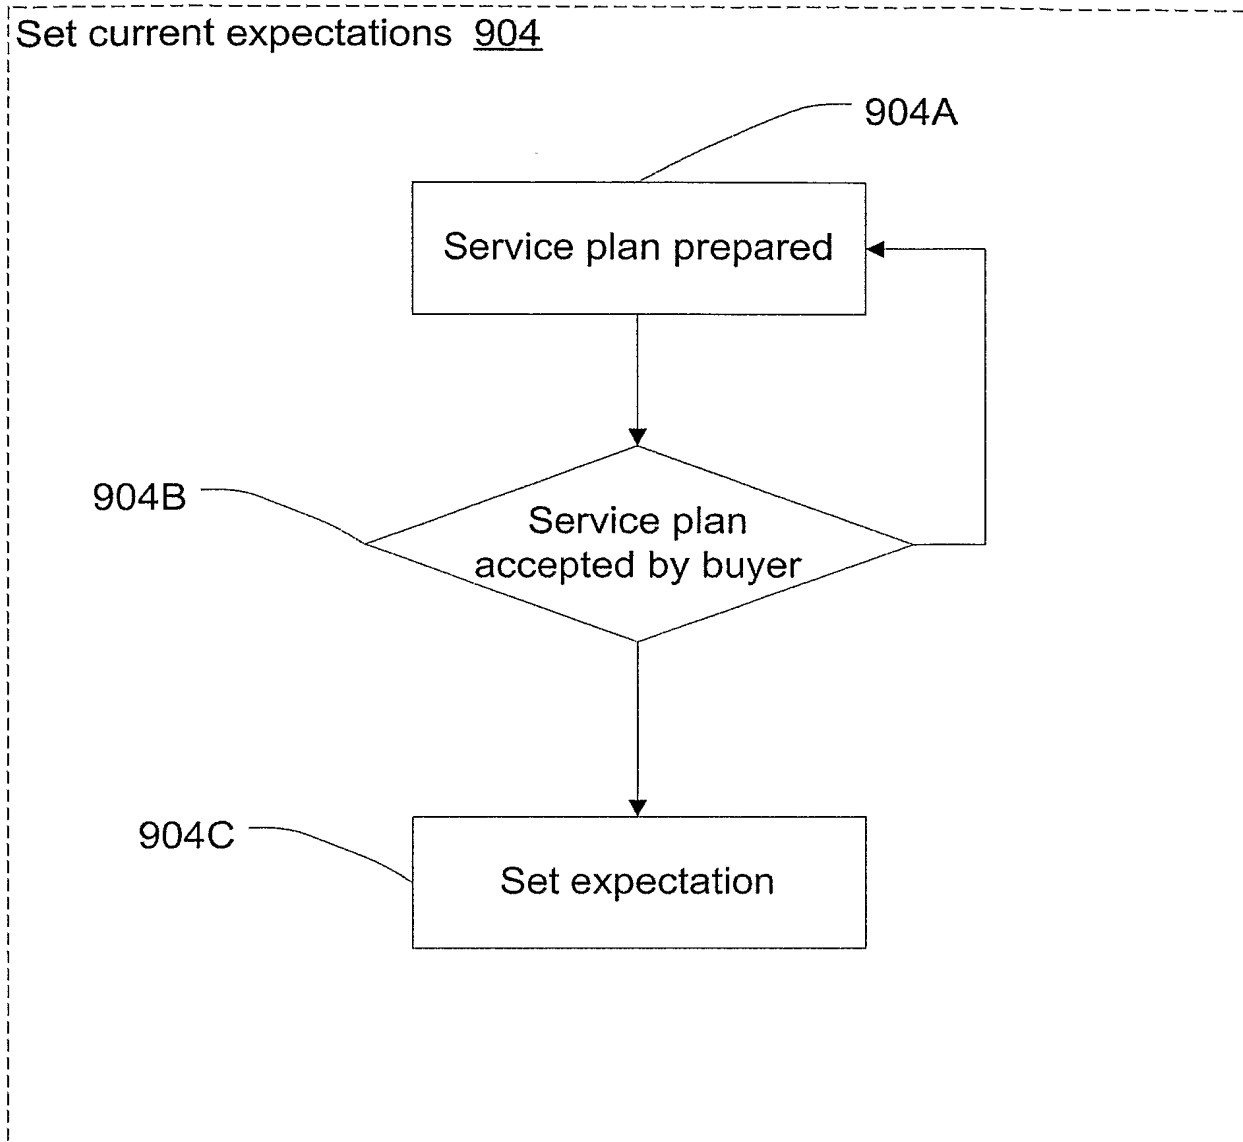 Set current expectations 904
904A
Service plan prepared
904B
Service plan
accepted by buyer
904C
Set expectation